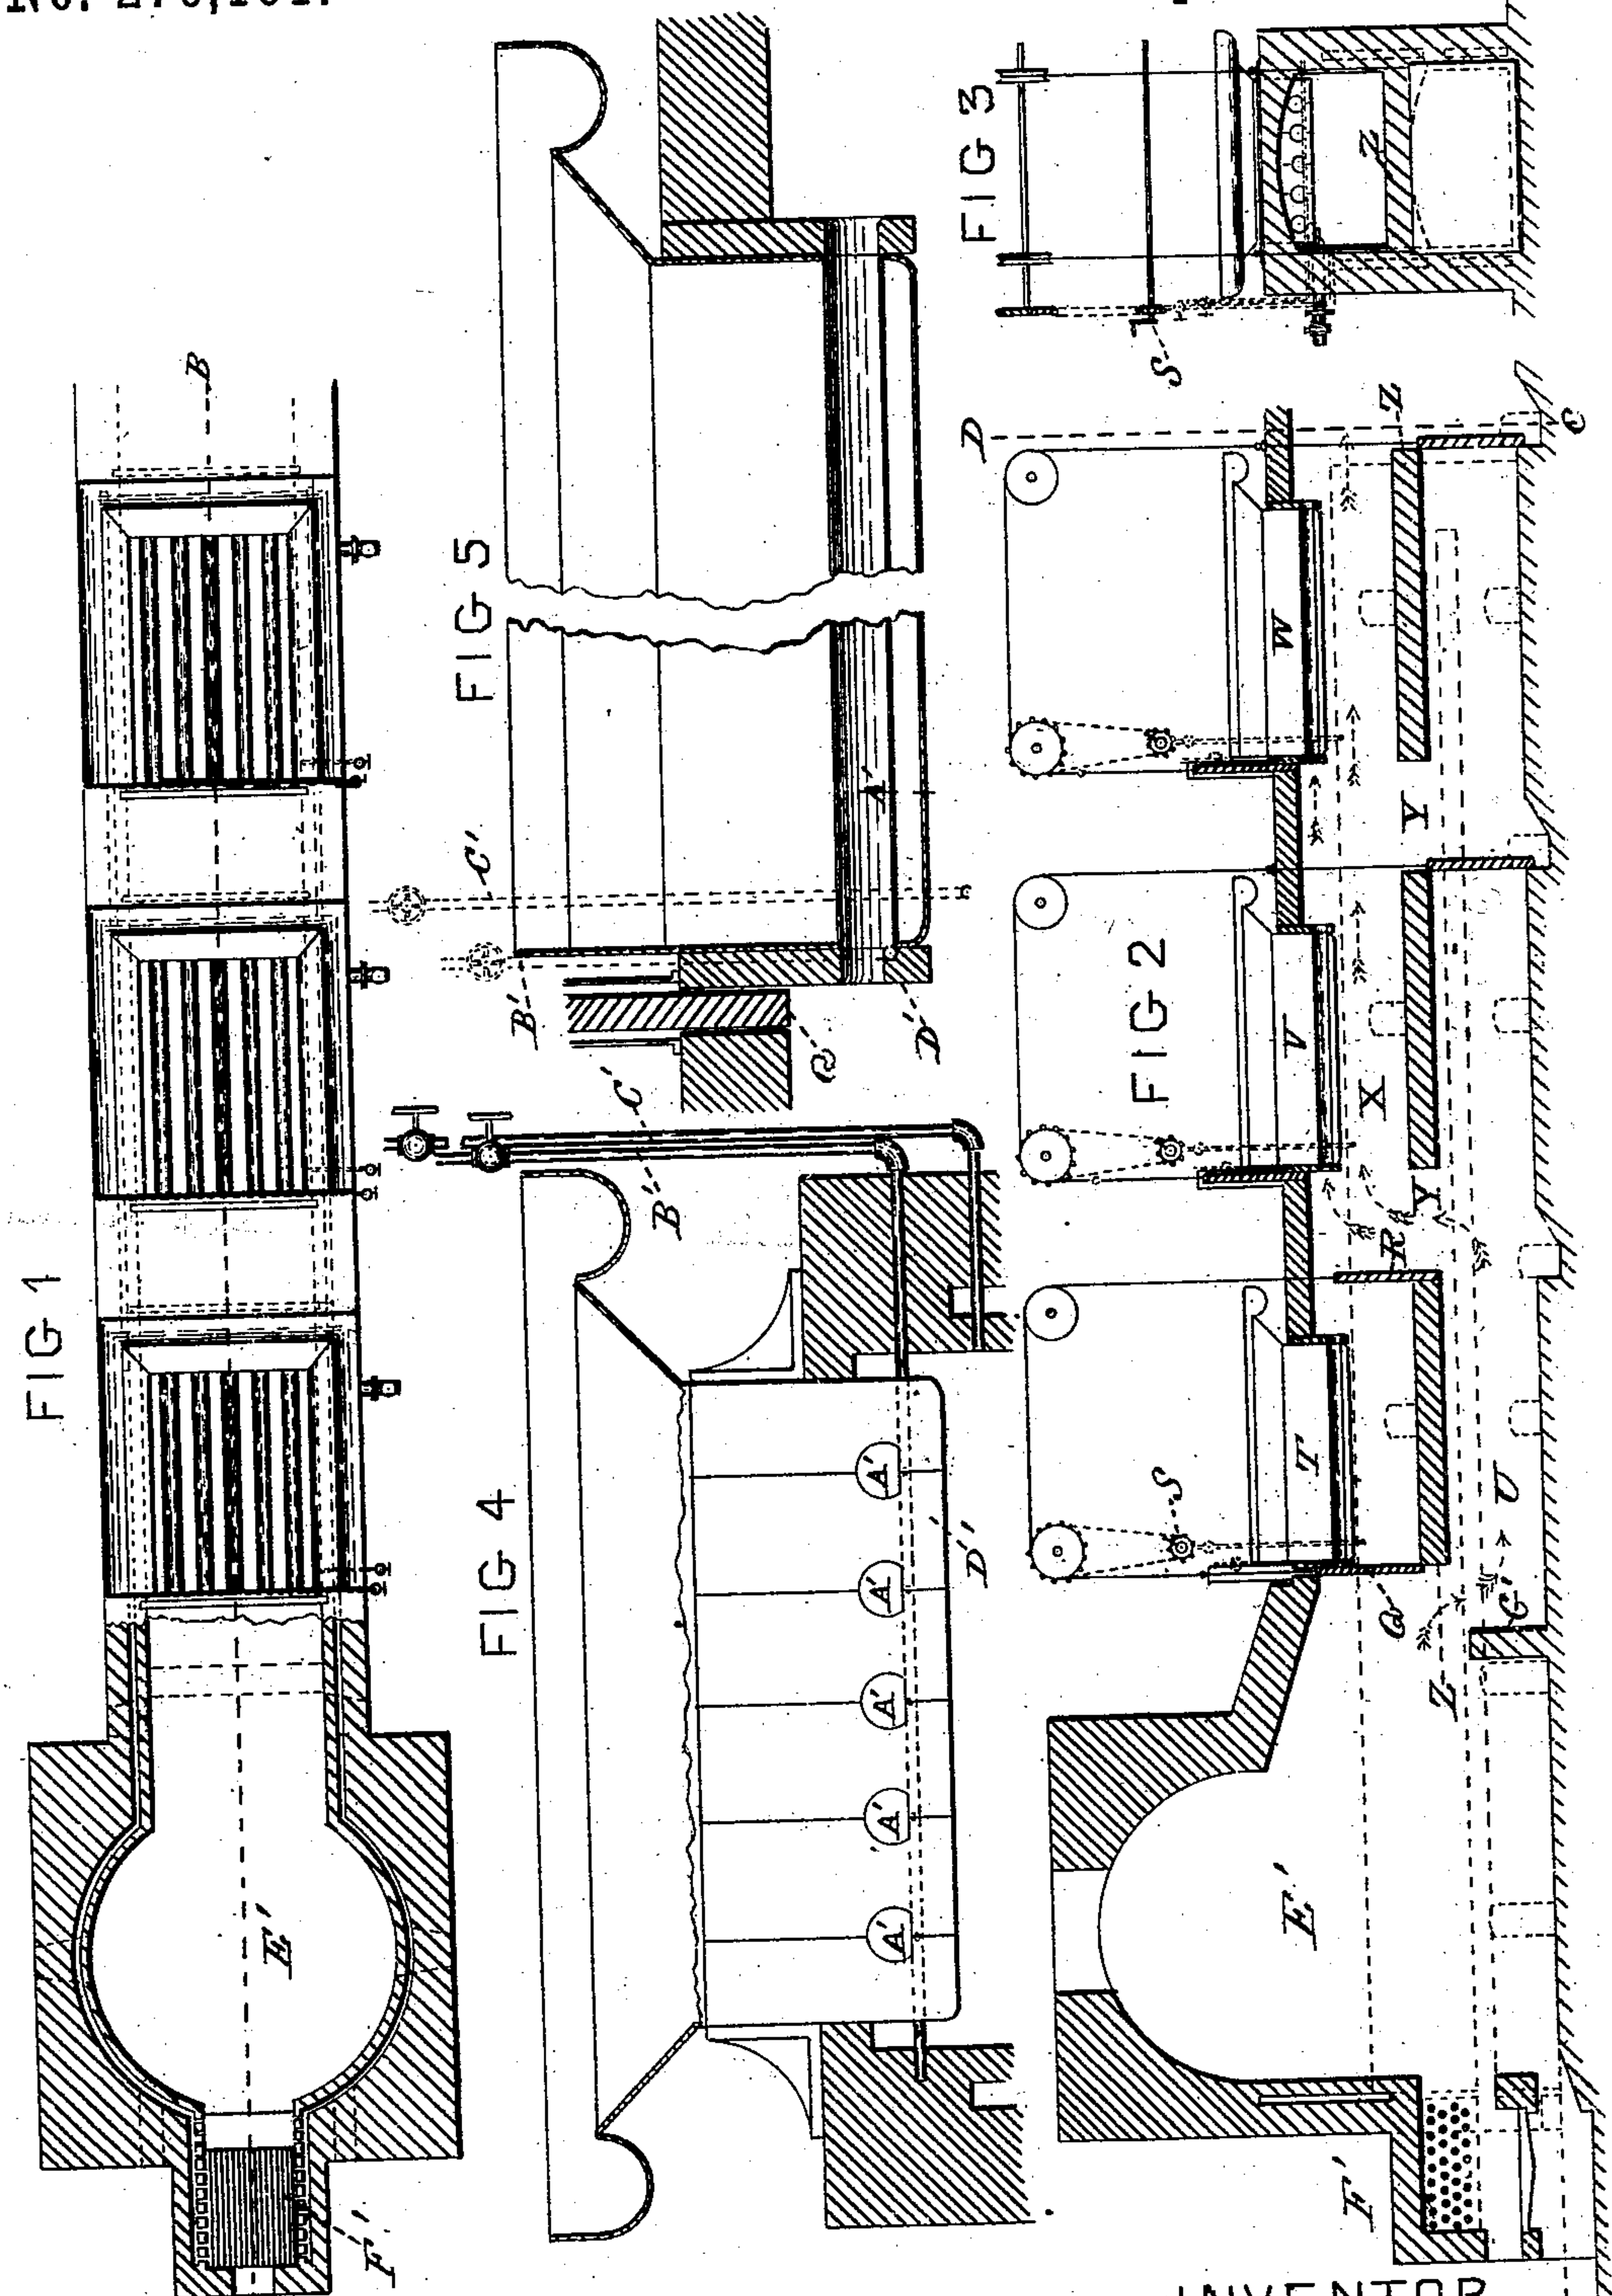 FIG 1
B
E'
F'
FIG 5
C'
B'
A'
Q
D'
FIG 4
C'
B'
A'
A'
A'
A'
A'
D'
FIG 3
S
Z
FIG 2
D
Z
C
W
V
T
X
Y
Y
R
S
Q
U
G'
Z
E'
F'
INVENTOR